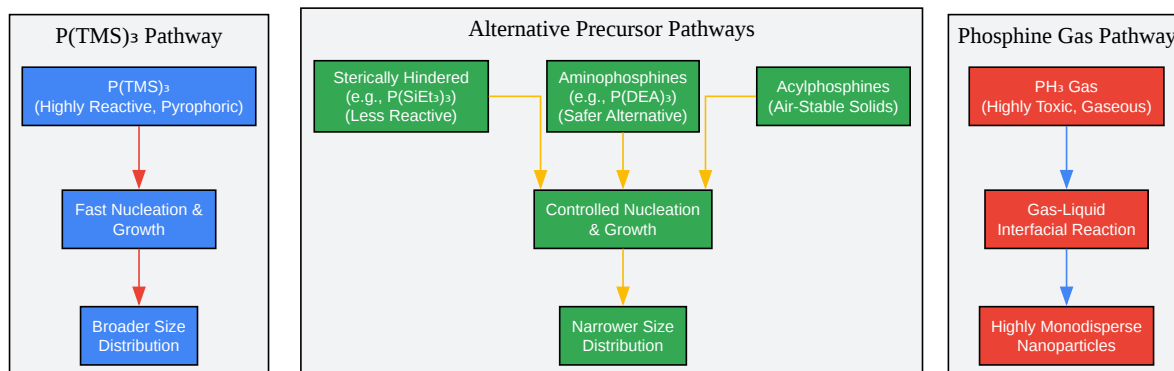 P(TMS)₃ Pathway
P(TMS)₃
(Highly Reactive, Pyrophoric)
Fast Nucleation &
Growth
Broader Size
Distribution
Alternative Precursor Pathways
Sterically Hindered
(e.g., P(SiEt₃)₃)
(Less Reactive)
Aminophosphines
(e.g., P(DEA)₃)
(Safer Alternative)
Acylphosphines
(Air-Stable Solids)
Controlled Nucleation
& Growth
Narrower Size
Distribution
Phosphine Gas Pathway
PH₃ Gas
(Highly Toxic, Gaseous)
Gas-Liquid
Interfacial Reaction
Highly Monodisperse
Nanoparticles